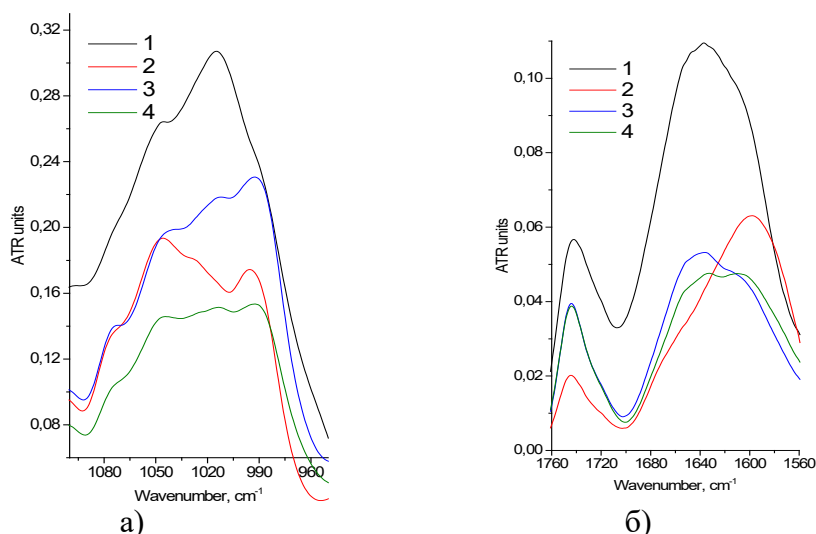 0,32
0,28
0,24
0,20
0,16
0,12
0,08
ATR units
1
2
3
4
1080 1050 1020 990 960
Wavenumber, cm-1
а)
0,10
0,08
0,06
0,04
0,02
0,00
ATR units
1
2
3
4
1760 1720 1680 1640 1600 1560
Wavenumber, cm-1
б)